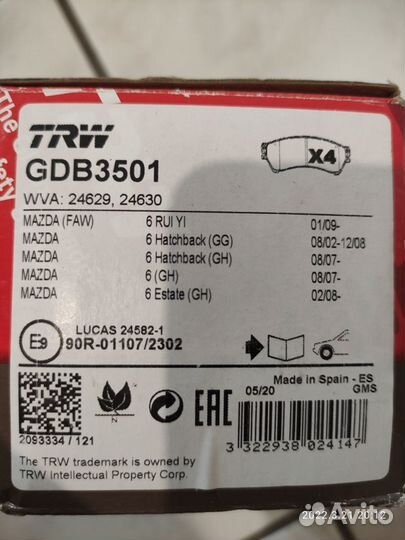 The
Safety
TRW
X4
GDB3501
WVA: 24629, 24630
MAZDA (FAW) 6 RUI YI 01/09-
MAZDA 6 Hatchback (GG) 08/02-12/08
MAZDA 6 Hatchback (GH) 08/07-
MAZDA 6 (GH) 08/07-
MAZDA 6 Estate (GH) 02/08-
LUCAS 24582-1
E9 90R-01107/2302
Made in Spain - ES
05/20 GMS
N
EAC
2093334 / 121
3 322938 024147
The TRW trademark is owned by
TRW Intellectual Property Corp.
2022.3.21 20:12
Avito